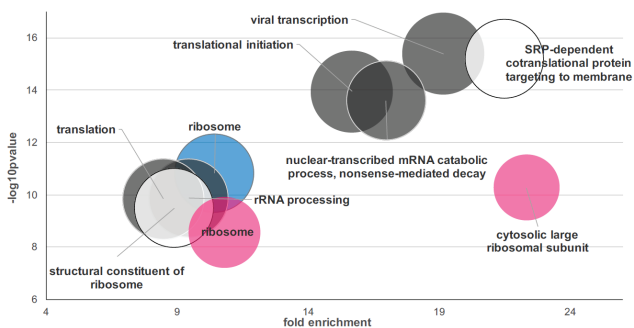 viral transcription
translational initiation
SRP-dependent
cotranslational protein
targeting to membrane
16
14
12
10
8
6
-log10pvalue
translation
ribosome
nuclear-transcribed mRNA catabolic
process, nonsense-mediated decay
rRNA processing
ribosome
cytosolic large
ribosomal subunit
structural constituent of
ribosome
4
9
14
19
24
fold enrichment